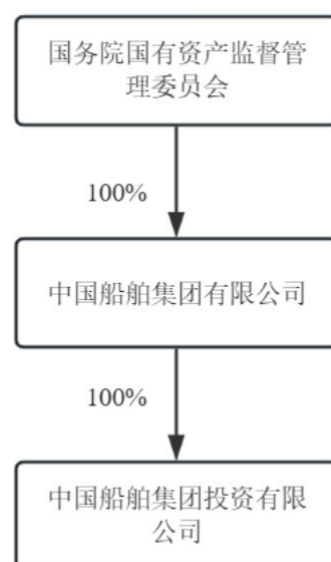 国务院国有资产监督管
理委员会
100%
中国船舶集团有限公司
100%
中国船舶集团投资有限
公司